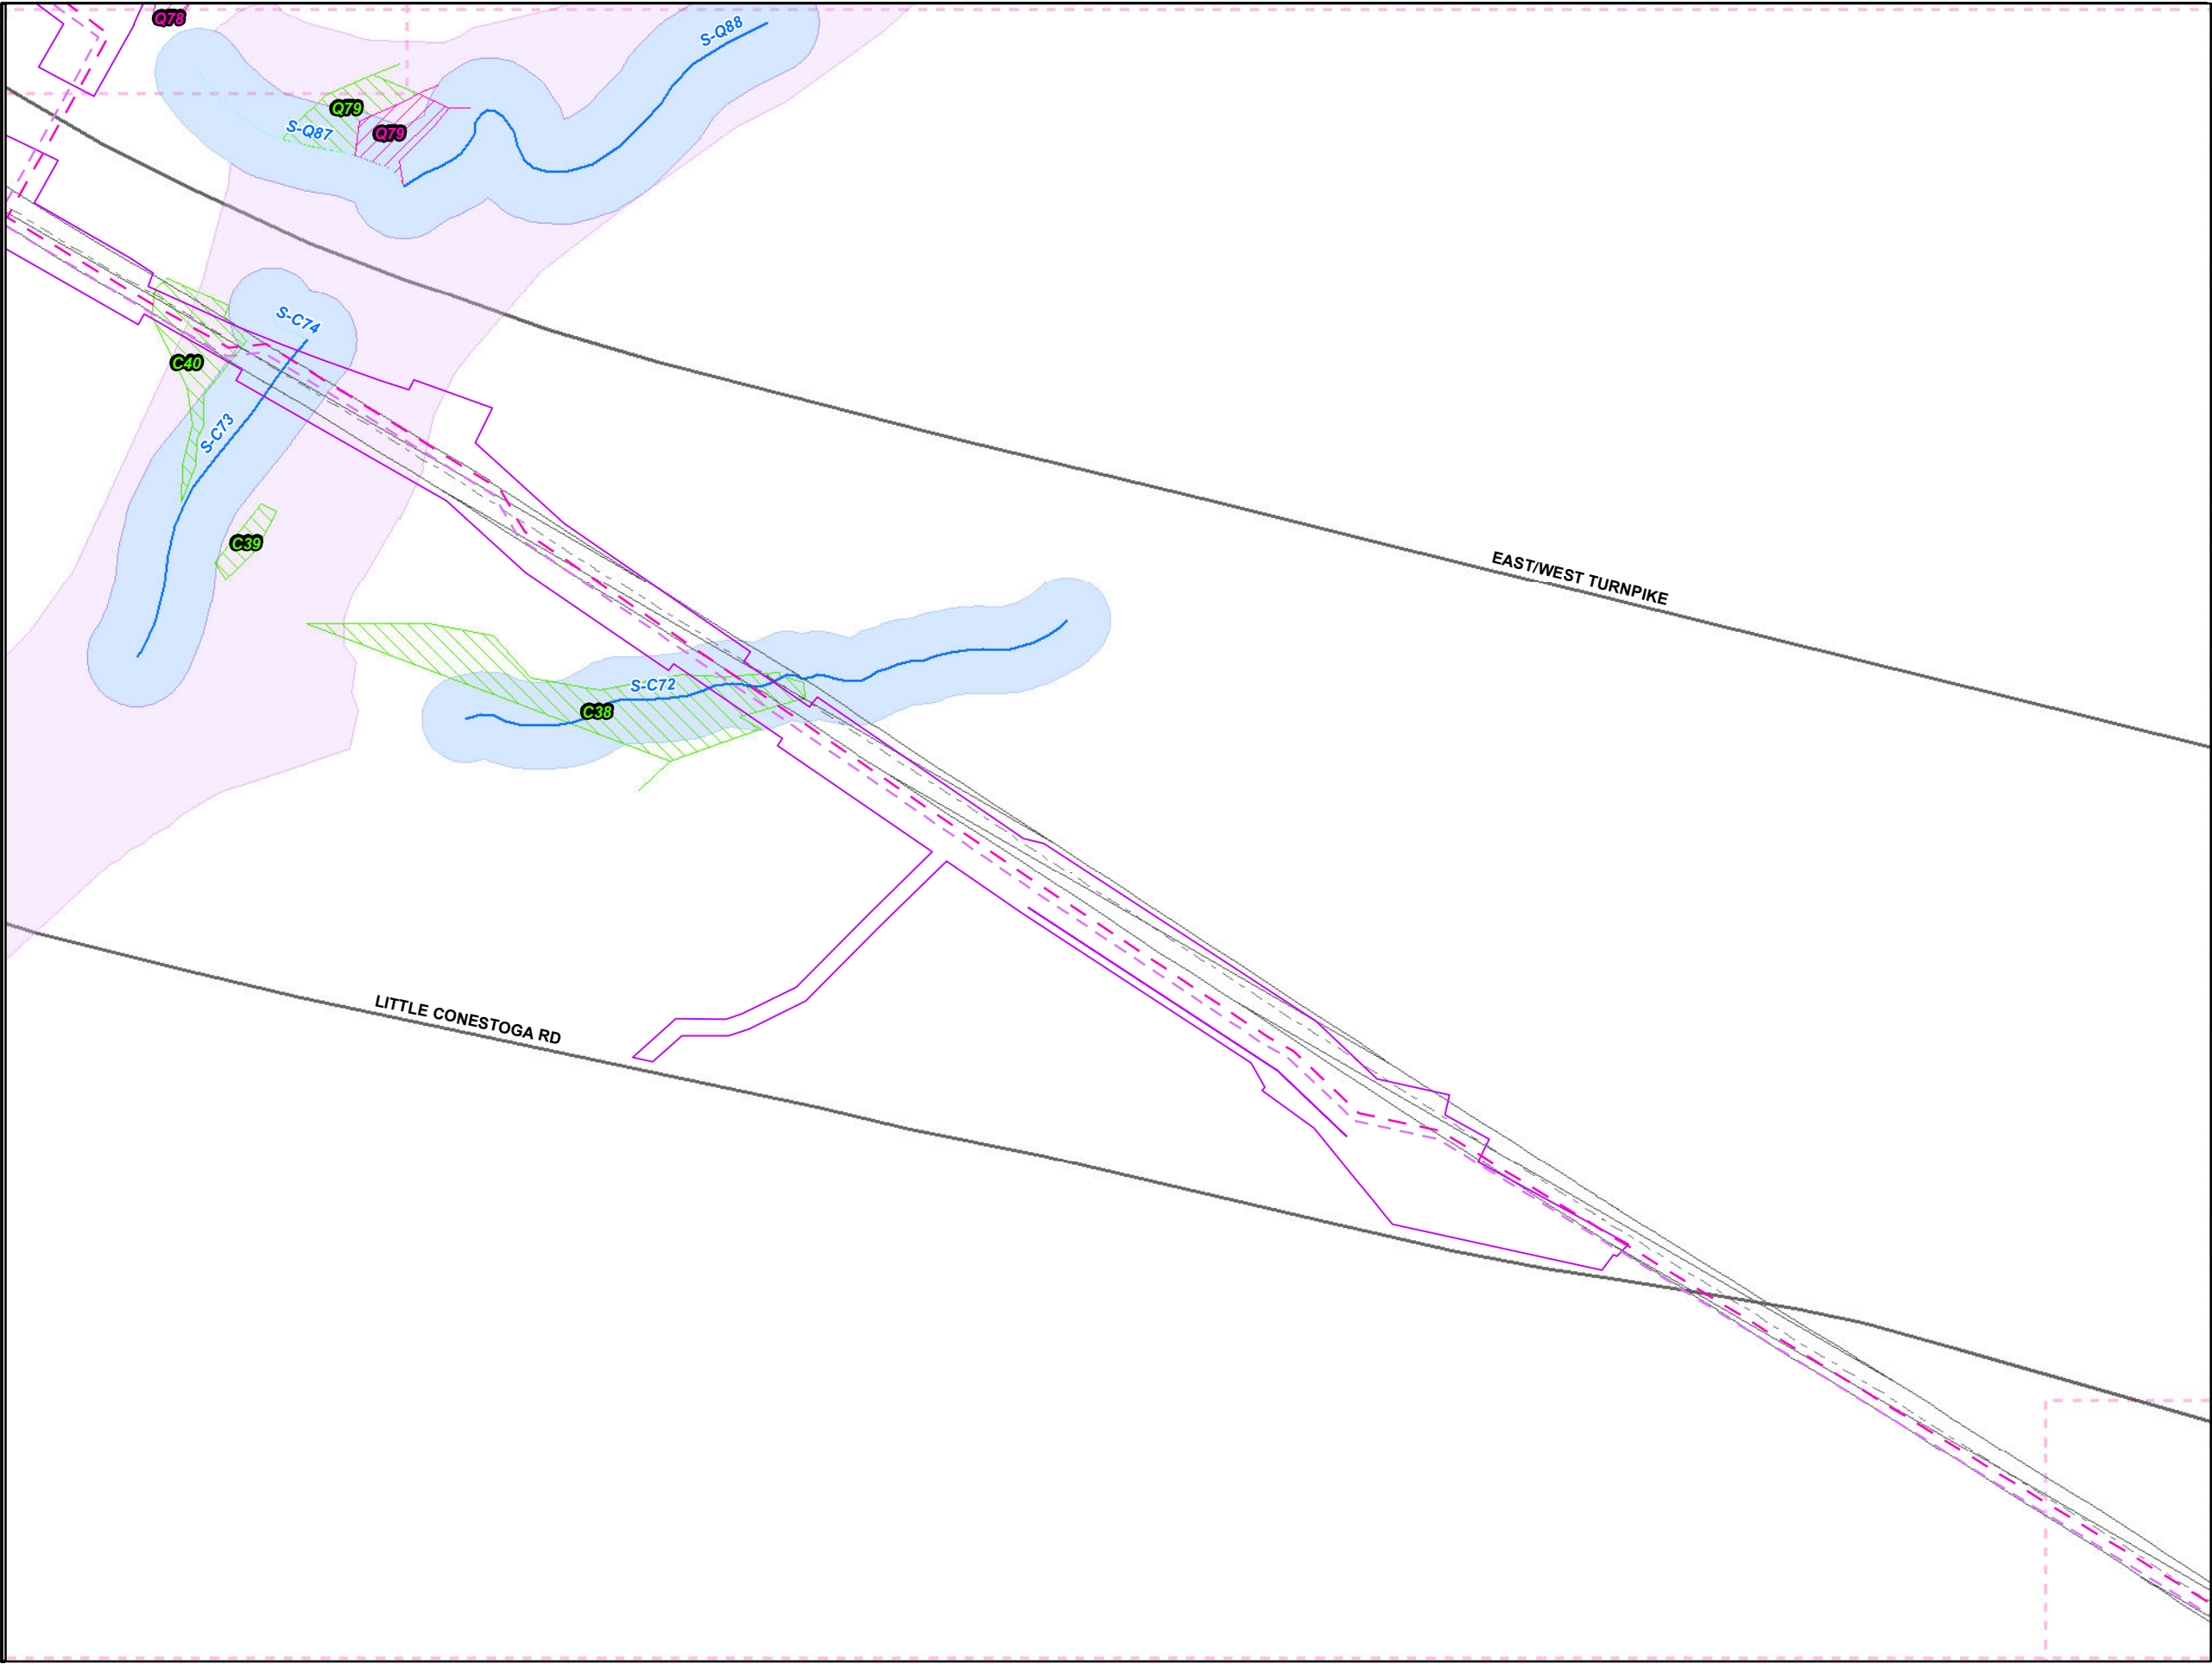 Q78
S-Q88
Q79
S-Q87
Q79
S-C74
C40
S-C73
C39
EAST/WEST TURNPIKE
S-C72
C38
LITTLE CONESTOGA RD